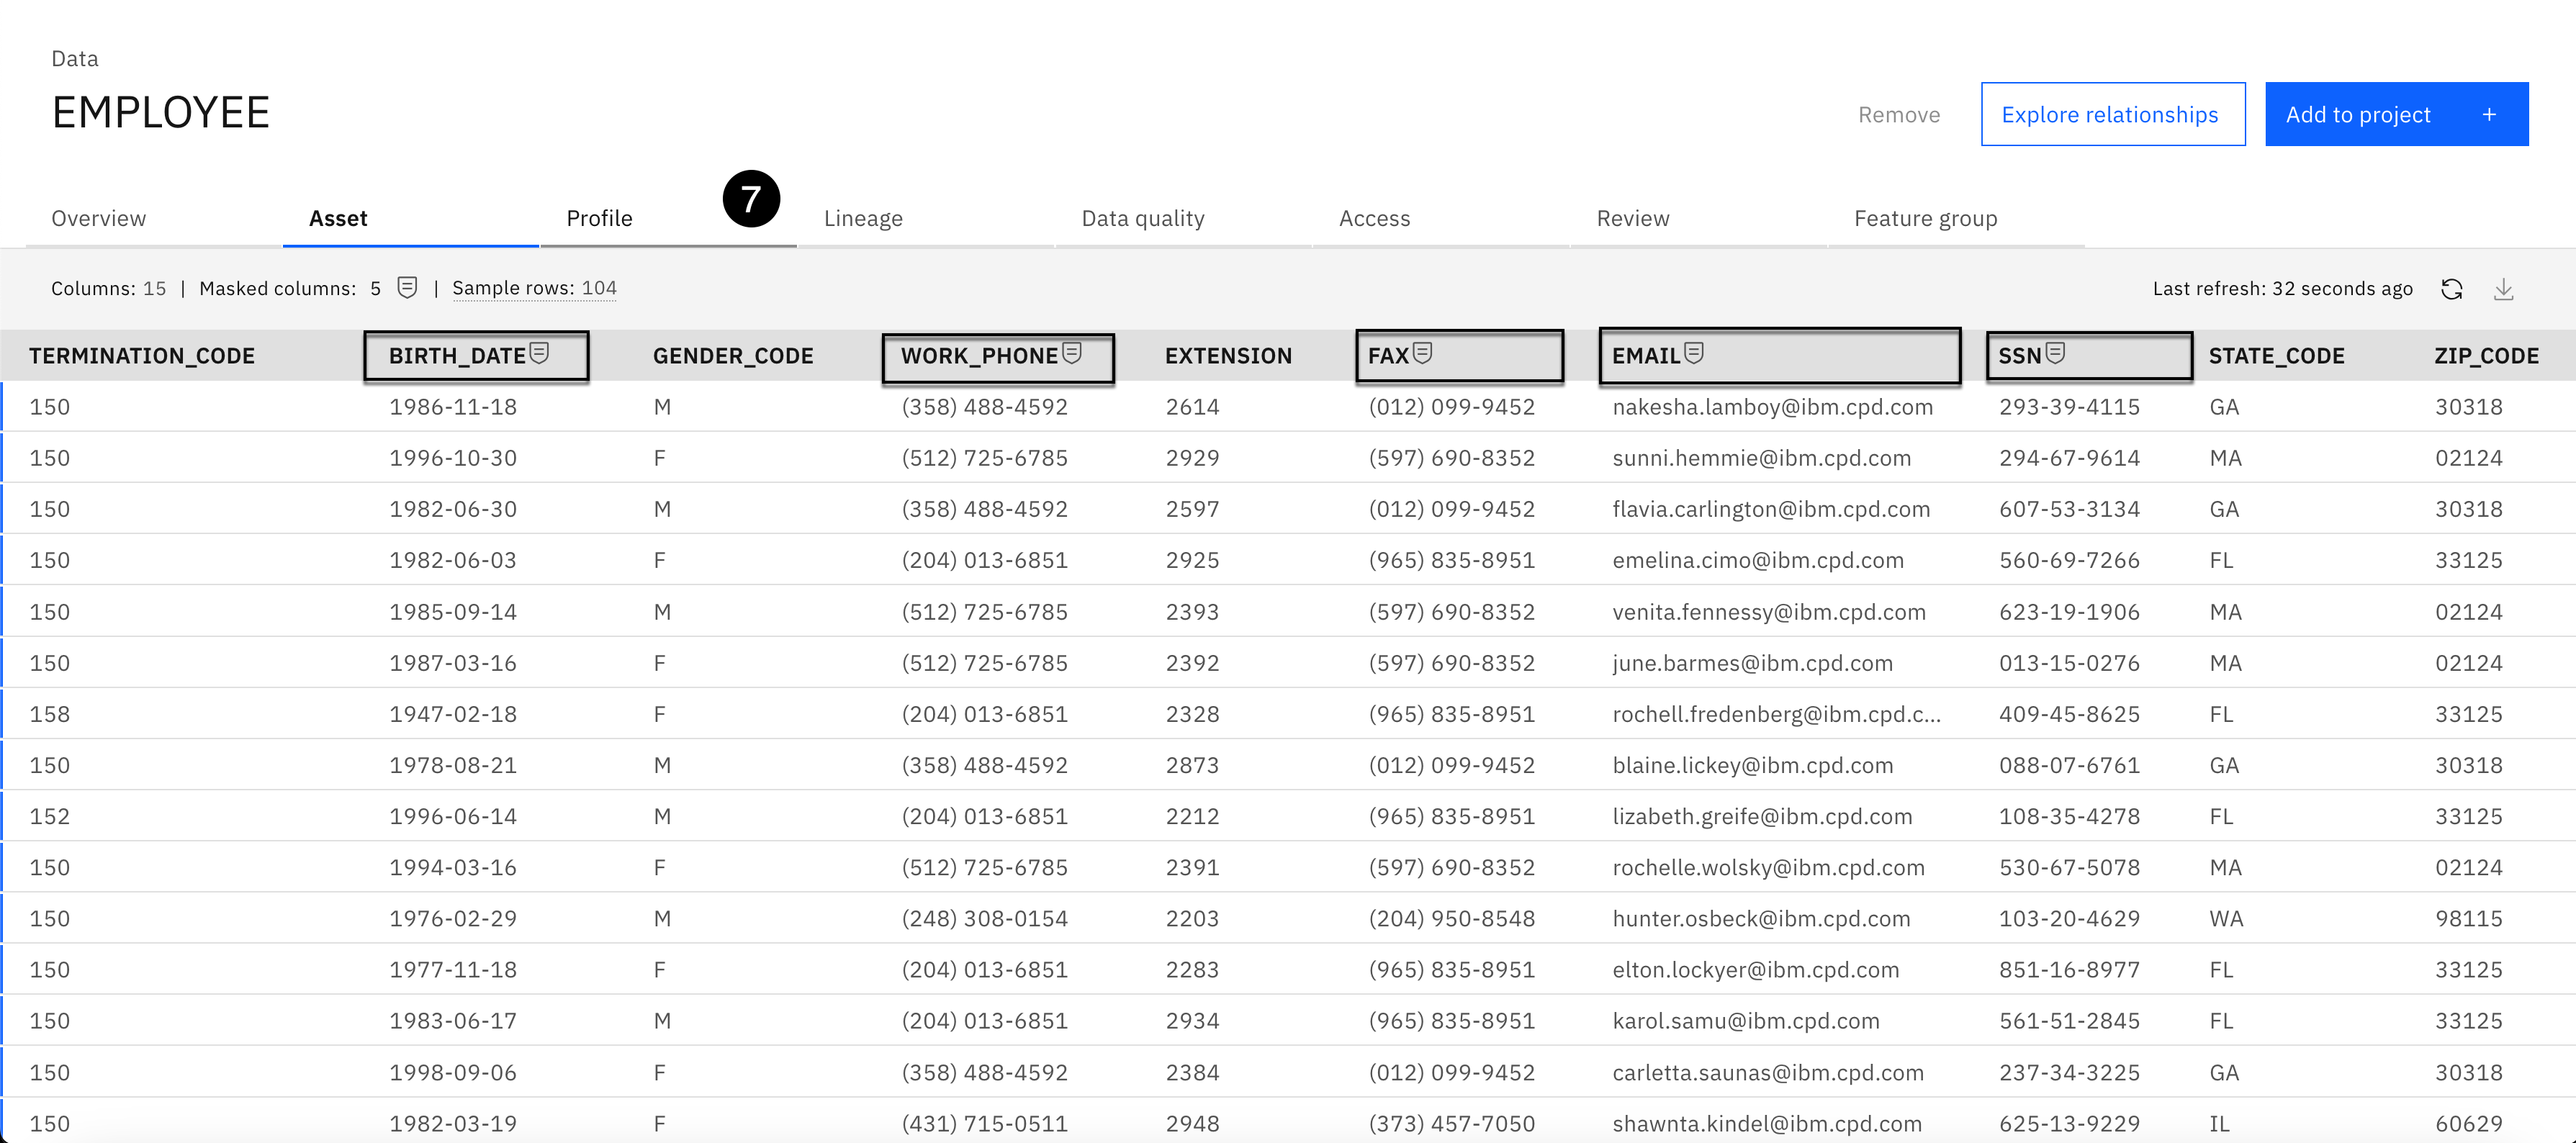 Data
EMPLOYEE
Remove Explore relationships Add to project +
7
Overview Asset Profile Lineage Data quality Access Review Feature group
Columns: 15 | Masked columns: 5 | Sample rows: 104 Last refresh: 32 seconds ago
TERMINATION_CODE BIRTH_DATE GENDER_CODE WORK_PHONE EXTENSION FAX EMAIL SSN STATE_CODE ZIP_CODE
150 1986-11-18 M (358) 488-4592 2614 (012) 099-9452 nakesha.lamboy@ibm.cpd.com 293-39-4115 GA 30318
150 1996-10-30 F (512) 725-6785 2929 (597) 690-8352 sunni.hemmie@ibm.cpd.com 294-67-9614 MA 02124
150 1982-06-30 M (358) 488-4592 2597 (012) 099-9452 flavia.carlington@ibm.cpd.com 607-53-3134 GA 30318
150 1982-06-03 F (204) 013-6851 2925 (965) 835-8951 emelina.cimo@ibm.cpd.com 560-69-7266 FL 33125
150 1985-09-14 M (512) 725-6785 2393 (597) 690-8352 venita.fennessy@ibm.cpd.com 623-19-1906 MA 02124
150 1987-03-16 F (512) 725-6785 2392 (597) 690-8352 june.barmes@ibm.cpd.com 013-15-0276 MA 02124
158 1947-02-18 F (204) 013-6851 2328 (965) 835-8951 rochell.fredenberg@ibm.cpd.c... 409-45-8625 FL 33125
150 1978-08-21 M (358) 488-4592 2873 (012) 099-9452 blaine.lickey@ibm.cpd.com 088-07-6761 GA 30318
152 1996-06-14 M (204) 013-6851 2212 (965) 835-8951 lizabeth.greife@ibm.cpd.com 108-35-4278 FL 33125
150 1994-03-16 F (512) 725-6785 2391 (597) 690-8352 rochelle.wolsky@ibm.cpd.com 530-67-5078 MA 02124
150 1976-02-29 M (248) 308-0154 2203 (204) 950-8548 hunter.osbeck@ibm.cpd.com 103-20-4629 WA 98115
150 1977-11-18 F (204) 013-6851 2283 (965) 835-8951 elton.lockyer@ibm.cpd.com 851-16-8977 FL 33125
150 1983-06-17 M (204) 013-6851 2934 (965) 835-8951 karol.samu@ibm.cpd.com 561-51-2845 FL 33125
150 1998-09-06 F (358) 488-4592 2384 (012) 099-9452 carletta.saunas@ibm.cpd.com 237-34-3225 GA 30318
150 1982-03-19 F (431) 715-0511 2948 (373) 457-7050 shawnta.kindel@ibm.cpd.com 625-13-9229 IL 60629